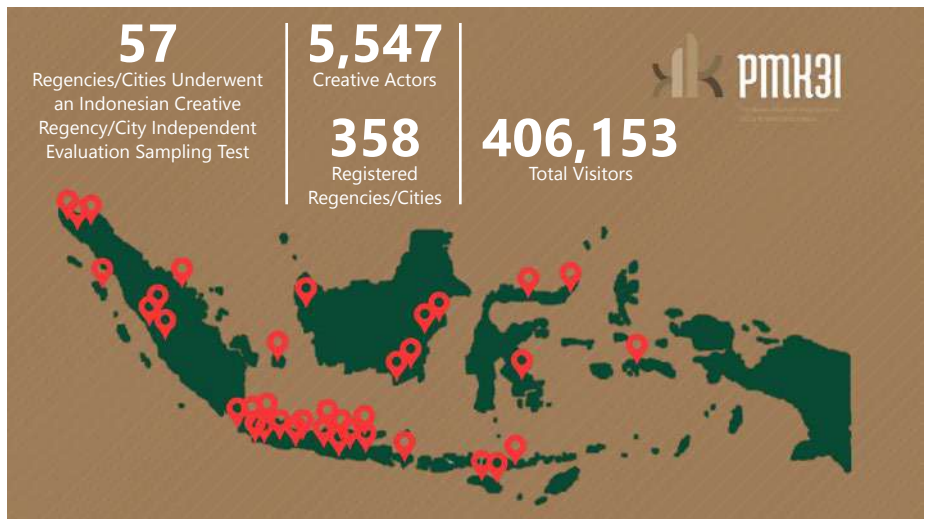 57
Regencies/Cities Underwent
an Indonesian Creative
Regency/City Independent
Evaluation Sampling Test
5,547
Creative Actors
358
Registered
Regencies/Cities
406,153
Total Visitors
PMK3I